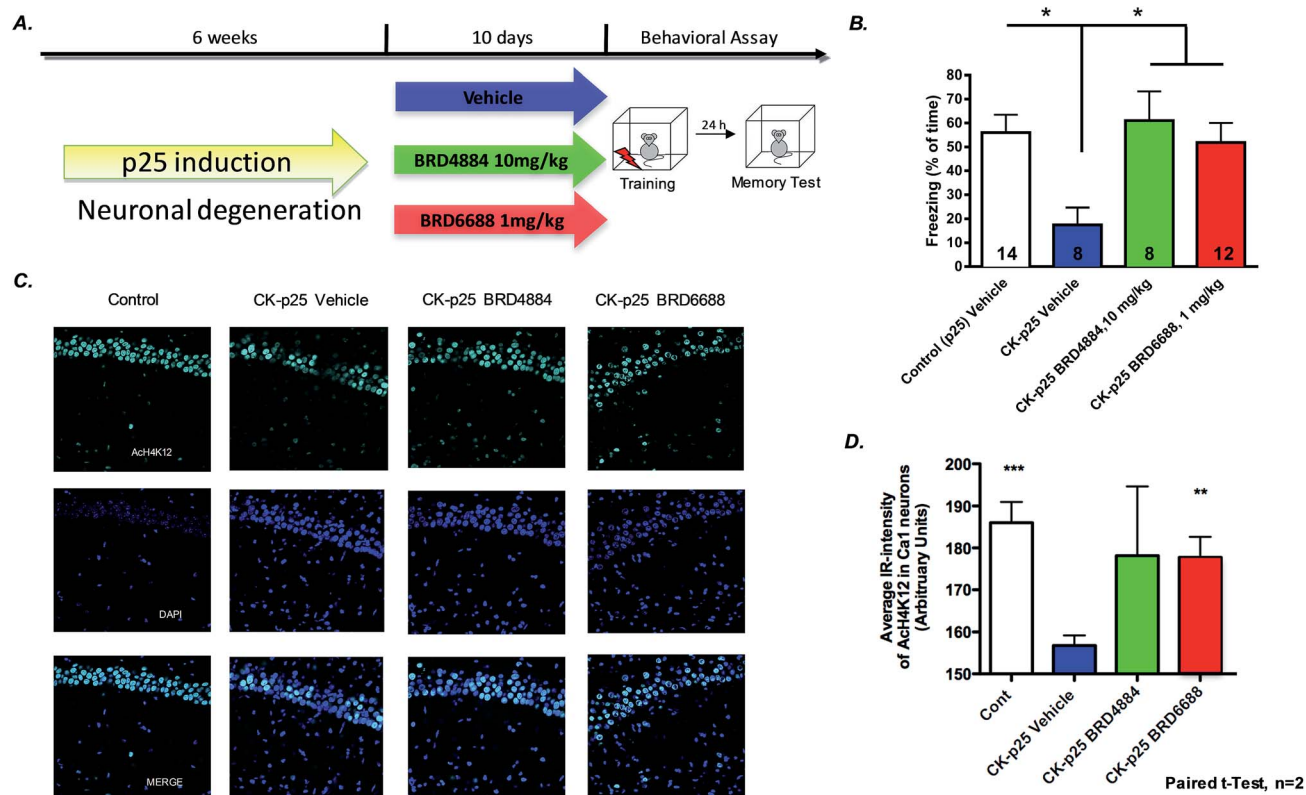 A.
6 weeks
10 days
Behavioral Assay
p25 induction
Neuronal degeneration
Vehicle
BRD4884 10mg/kg
BRD6688 1mg/kg
24 h
Training
Memory Test
B.
*
*
Freezing (% of time)
80
70
60
50
40
30
20
10
0
14
8
8
12
Control (p25) Vehicle
CK-p25 Vehicle
CK-p25 BRD4884,10 mg/kg
CK-p25 BRD6688, 1 mg/kg
C.
Control
CK-p25 Vehicle
CK-p25 BRD4884
CK-p25 BRD6688
AcH4K12
DAPI
MERGE
D.
Average IR-intensity
of AcH4K12 in Ca1 neurons
(Arbitruary Units)
200
190
180
170
160
150
***
**
Cont
CK-p25 Vehicle
CK-p25 BRD4884
CK-p25 BRD6688
Paired t-Test, n=2